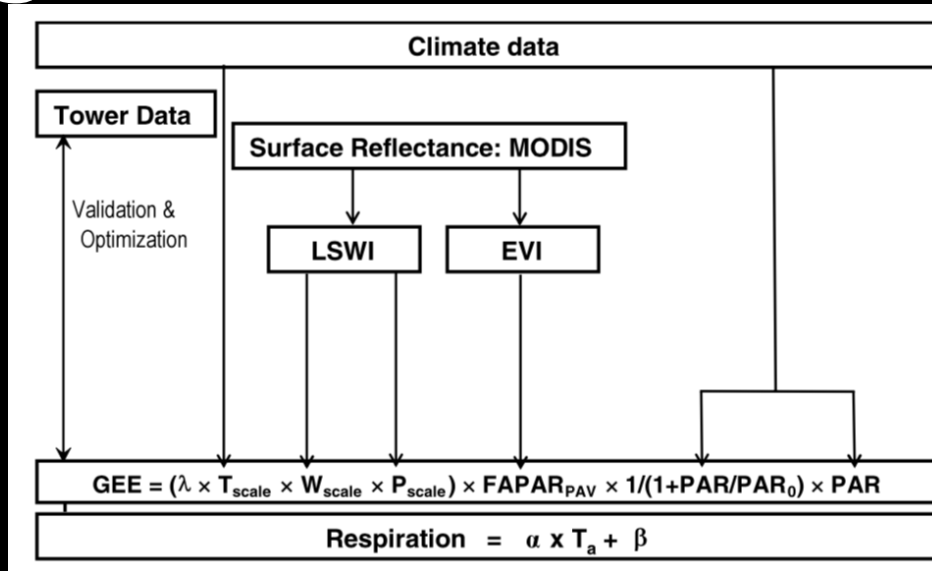 Climate data
Tower Data
Surface Reflectance: MODIS
Validation &
Optimization
LSWI
EVI
GEE = (λ × Tscale × Wscale × Pscale) × FAPARPAV × 1/(1+PAR/PAR0) × PAR
Respiration = α x Ta + β